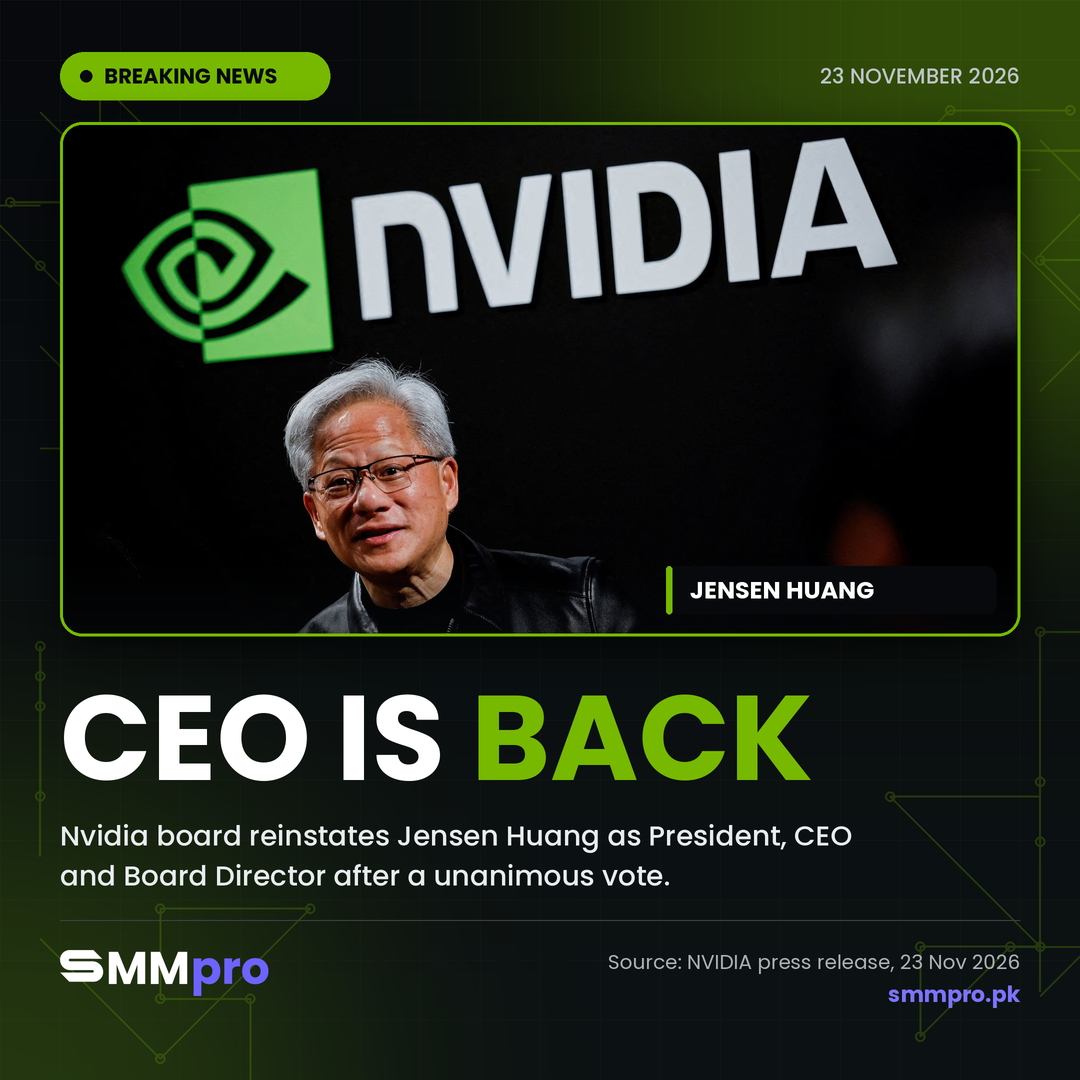 BREAKING NEWS
23 NOVEMBER 2026
NVIDIA
JENSEN HUANG
CEO IS BACK
Nvidia board reinstates Jensen Huang as President, CEO
and Board Director after a unanimous vote.
SMMpro
Source: NVIDIA press release, 23 Nov 2026
smmpro.pk